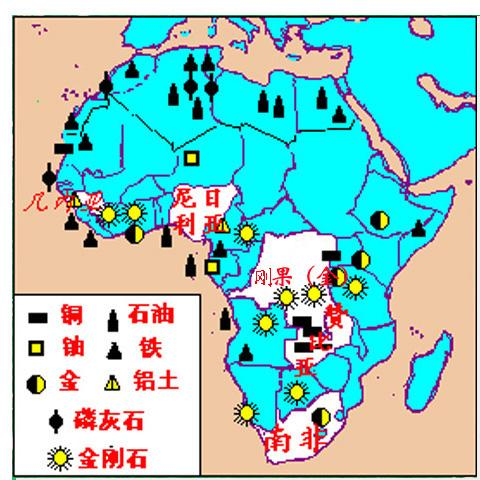 几内亚
尼日
利亚
刚果（金）
赞
比
亚
南非
铜
石油
铀
铁
金
铝土
磷灰石
金刚石